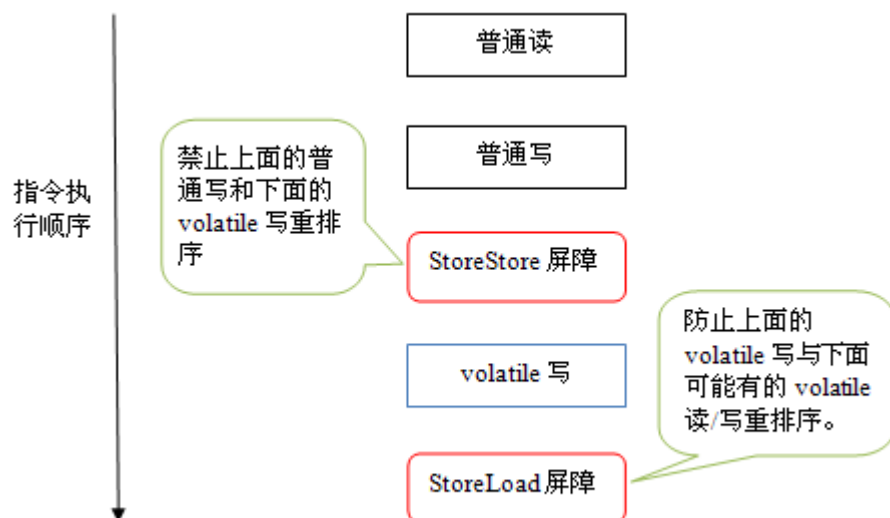 普通读
普通写
禁止上面的普
通写和下面的
volatile 写重排
序
指令执
行顺序
StoreStore 屏障
防止上面的
volatile 写与下面
可能有的 volatile
读/写重排序。
volatile 写
StoreLoad 屏障